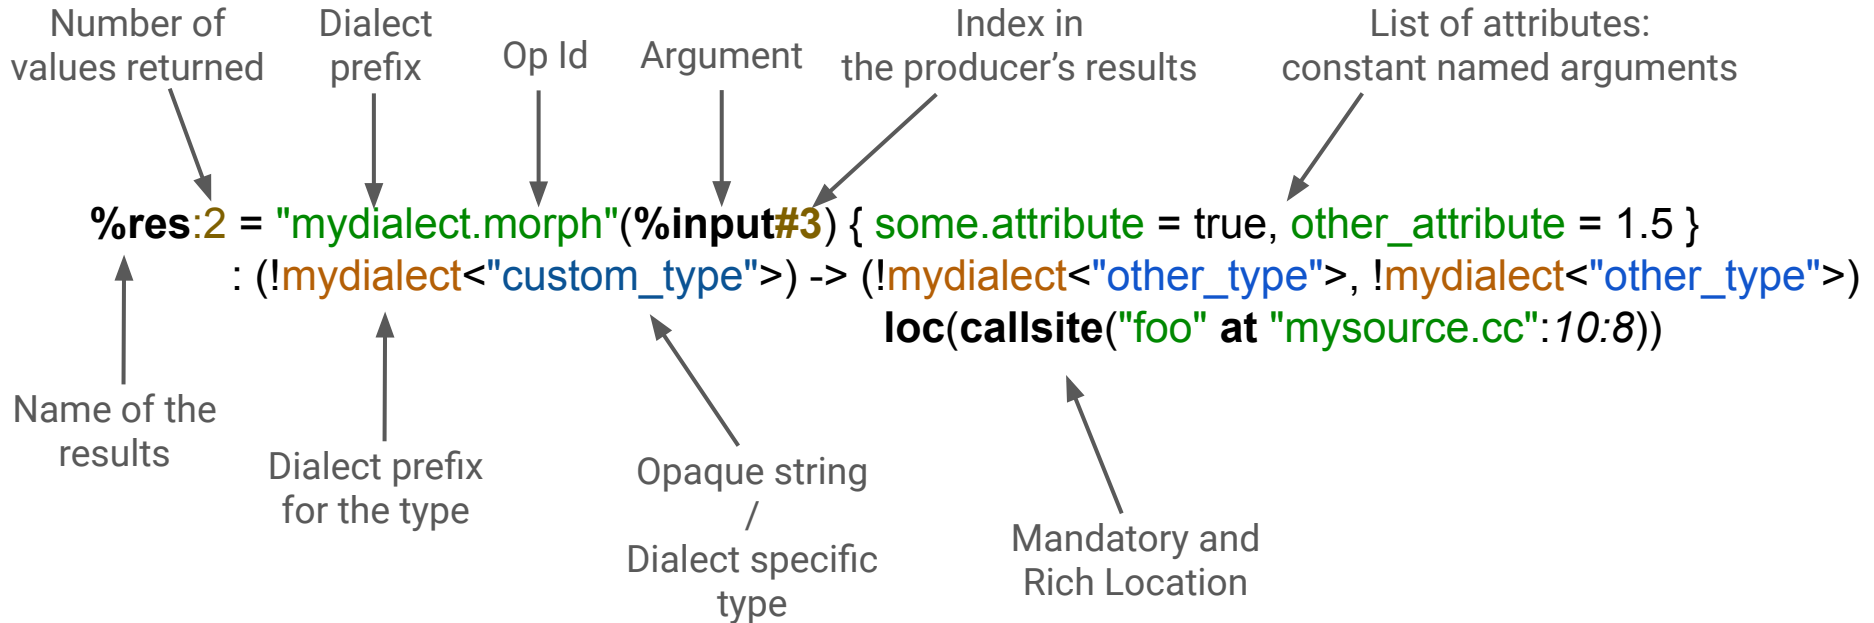 Number of
values returned
Dialect
prefix
Op Id
Argument
Index in
the producer's results
List of attributes:
constant named arguments
%res:2 = "mydialect.morph"(%input#3) { some.attribute = true, other_attribute = 1.5 }
: (!mydialect<"custom_type">) -> (!mydialect<"other_type">, !mydialect<"other_type">)
loc(callsite("foo" at "mysource.cc":10:8))
Name of the
results
Dialect prefix
for the type
Opaque string
/
Dialect specific
type
Mandatory and
Rich Location